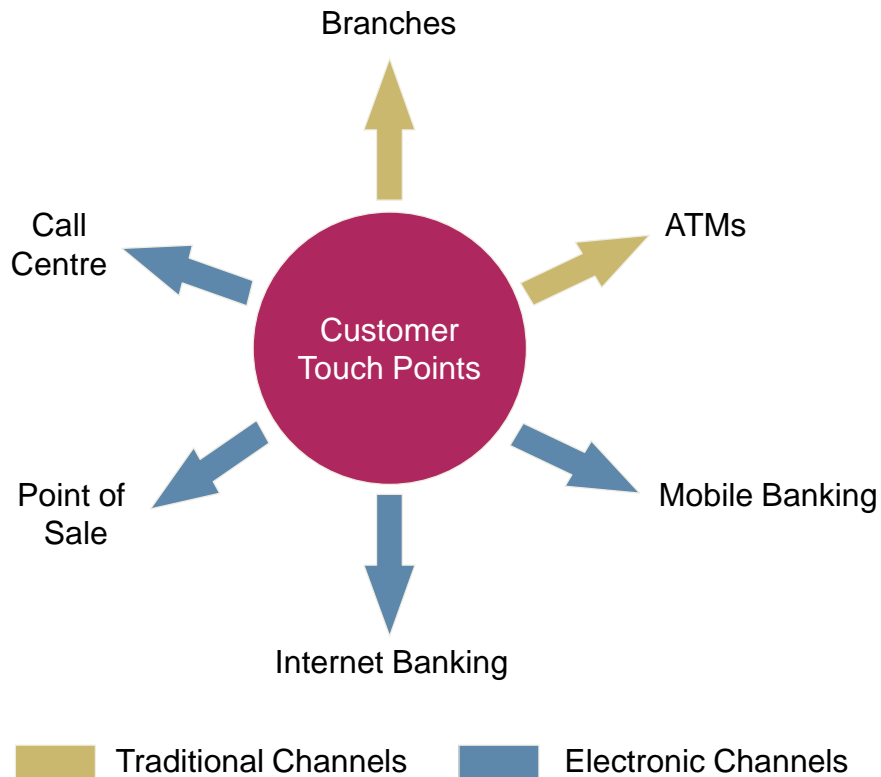 Branches
Call
Centre
ATMs
Customer
Touch Points
Point of
Sale
Mobile Banking
Internet Banking
Traditional Channels
Electronic Channels